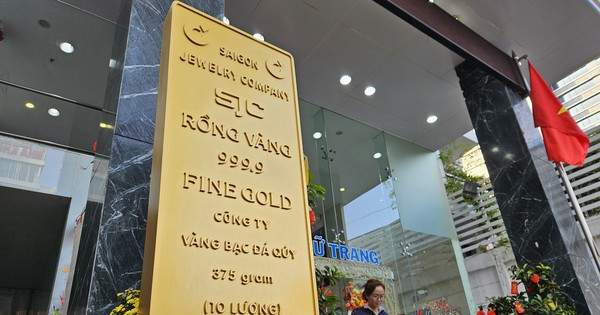 SAIGON
JEWELRY COMPANY
SJC
RỒNG VÀNG
999.9
FINE GOLD
CÔNG TY
VÀNG BẠC ĐÁ QUÝ
375 gram
(10 LƯỢNG)
Ữ TRANG